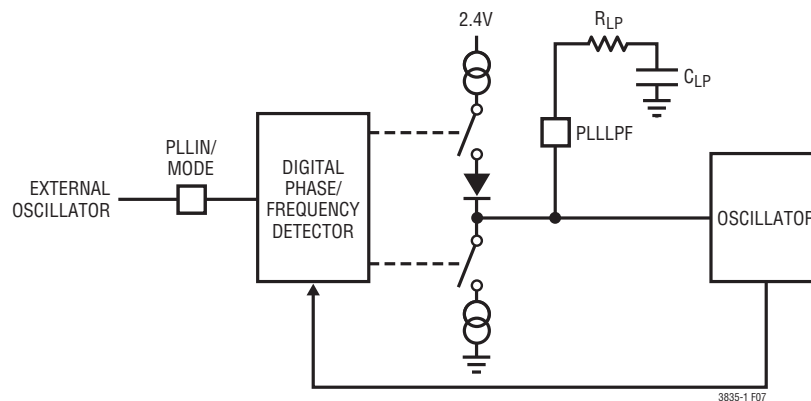 2.4V
R_LP
C_LP
PLLLPF
PLLIN/
MODE
DIGITAL
PHASE/
FREQUENCY
DETECTOR
EXTERNAL
OSCILLATOR
OSCILLATOR
3835-1 F07